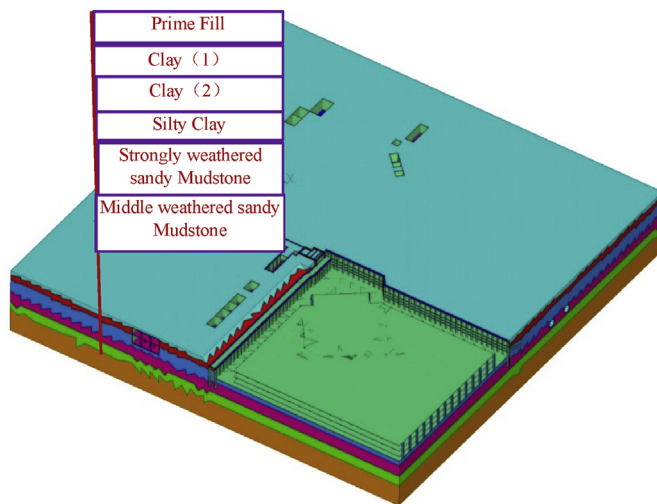 Prime Fill
Clay（1）
Clay（2）
Silty Clay
Strongly weathered
sandy Mudstone
Middle weathered sandy
Mudstone